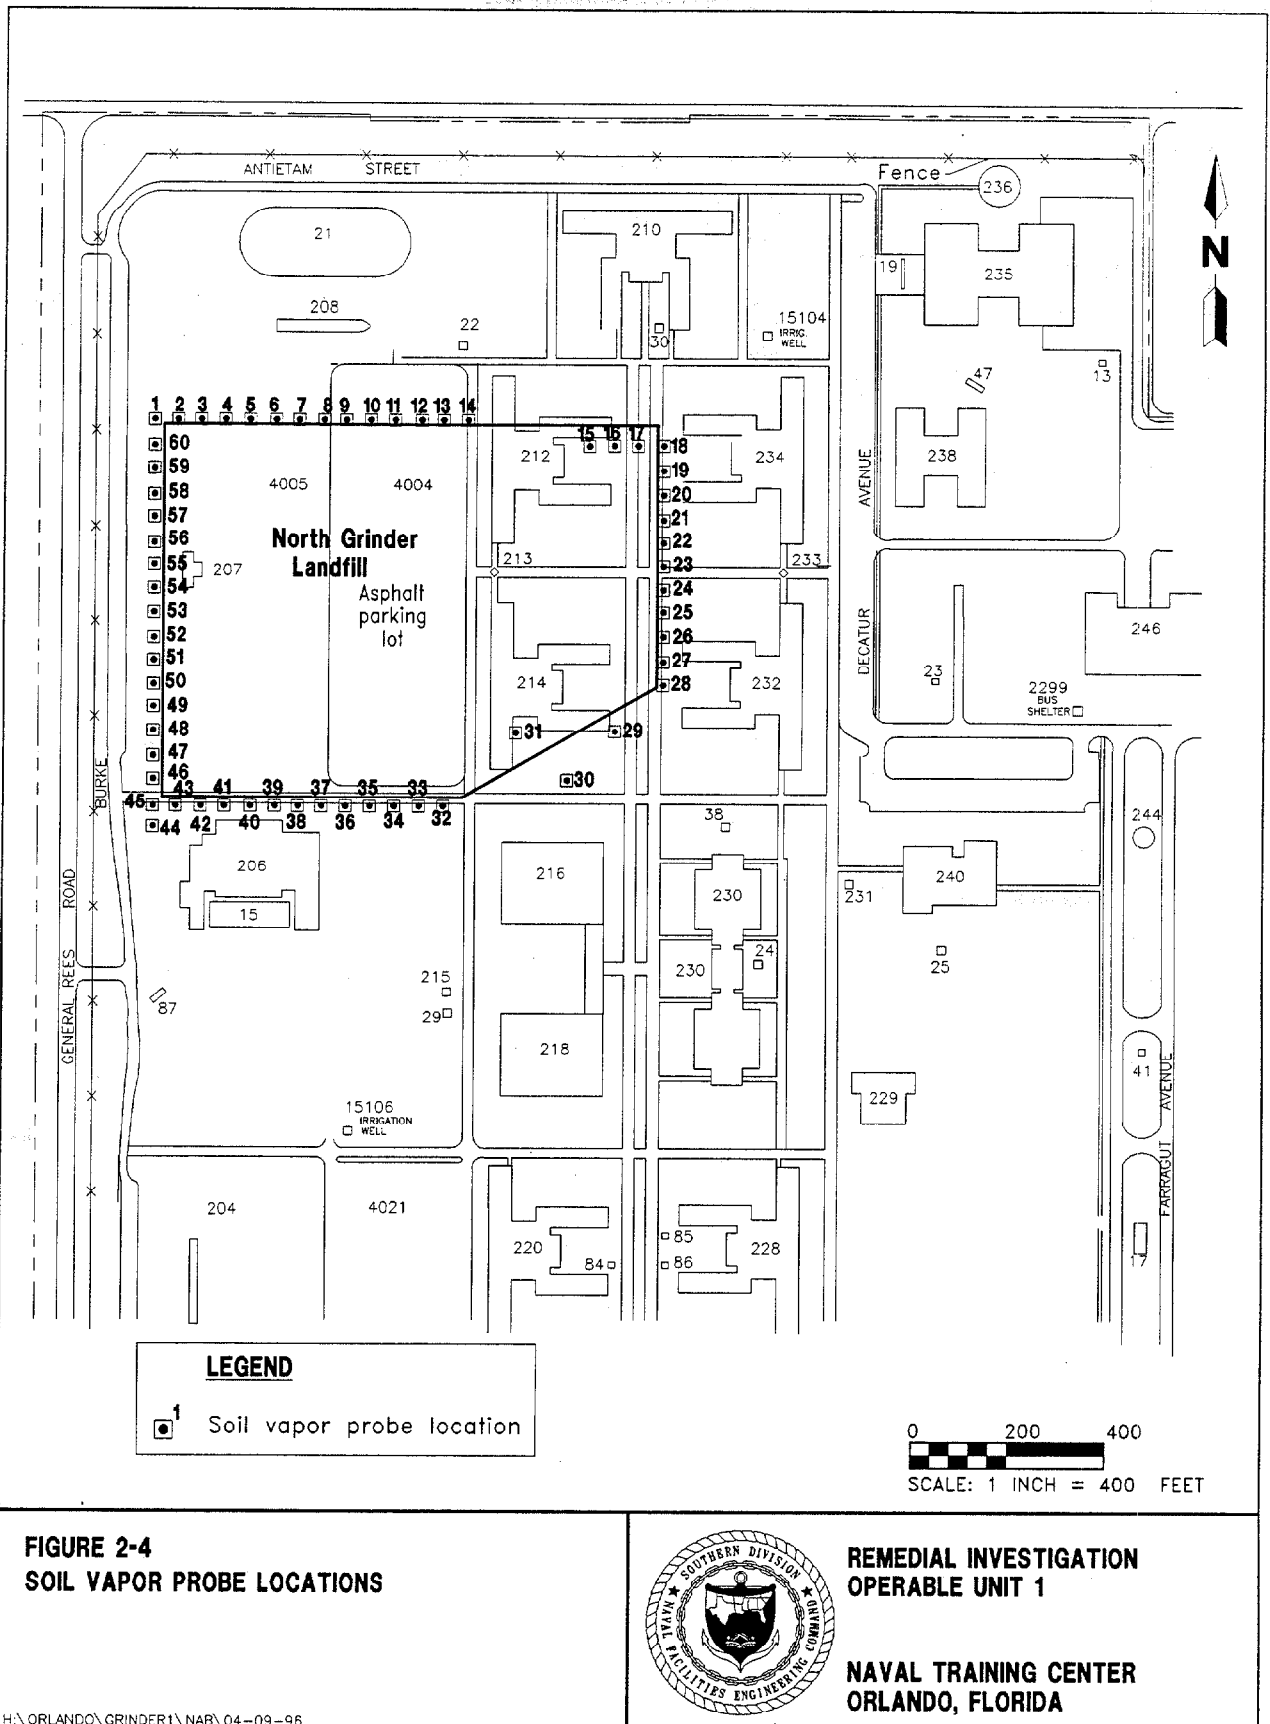 ANTIETAM STREET
Fence
236
21
210
19
235
N
208
22
30
15104
IRRIG.
WELL
47
13
1 2 3 4 5 6 7 8 9 10 11 12 13 14
15 16 17 18
60
59
58
57
56
55
54
53
52
51
50
49
48
47
46
45
44
19
20
21
22
23
24
25
26
27
28
212
234
238
4005
4004
North Grinder
Landfill
Asphalt
parking
lot
207
213
233
AVENUE
DECATUR
246
23
2299
BUS
SHELTER
214
232
31
29
30
BURKE
43 41 39 37 35 33
42 40 38 36 34 32
38
244
206
15
216
230
240
231
GENERAL REES ROAD
230
24
25
215
29
87
218
41
229
15106
IRRIGATION
WELL
FARRAGUT AVENUE
204
4021
220
84
85
86
228
17
LEGEND
1
Soil vapor probe location
0 200 400
SCALE: 1 INCH = 400 FEET
FIGURE 2-4
SOIL VAPOR PROBE LOCATIONS
SOUTHERN DIVISION
NAVAL FACILITIES ENGINEERING COMMAND
REMEDIAL INVESTIGATION
OPERABLE UNIT 1
NAVAL TRAINING CENTER
ORLANDO, FLORIDA
H:\ORLANDO\GRINDER1\NAB\04-09-96